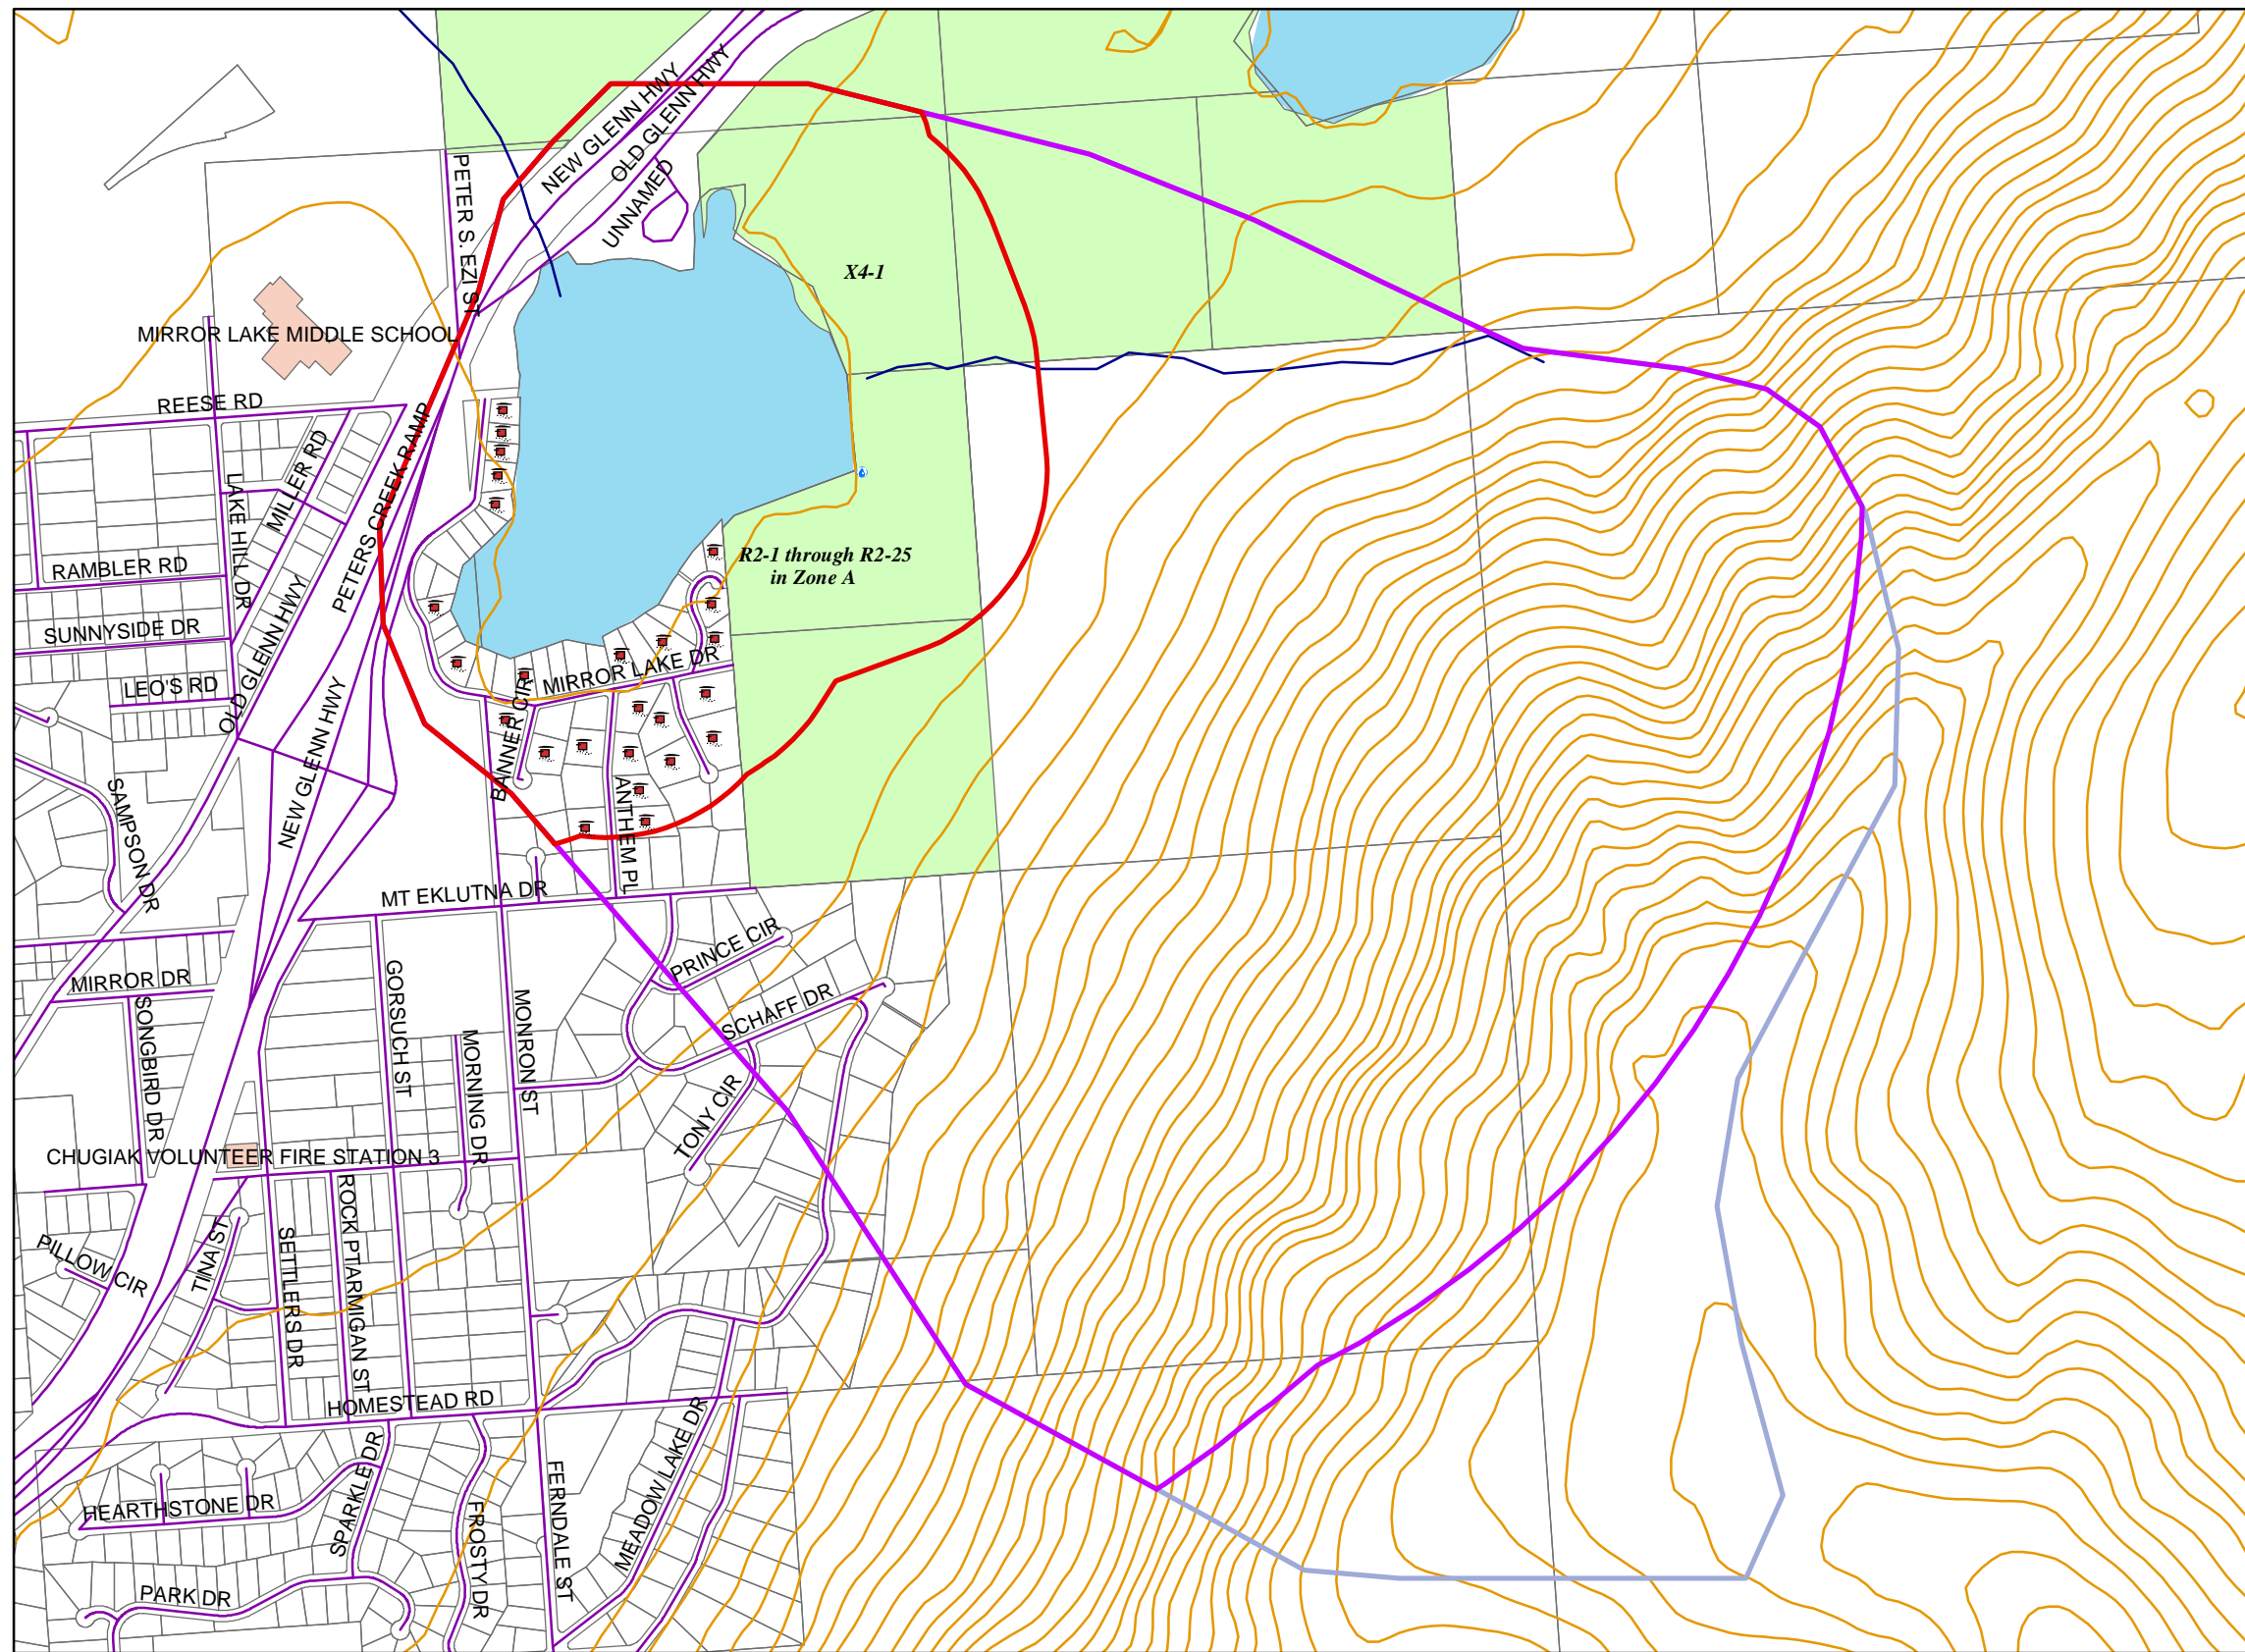 NEW GLENN HWY
OLD GLENN HWY
UNNAMED
PETER S. EZI ST
X4-1
MIRROR LAKE MIDDLE SCHOOL
REESE RD
MILLER RD
PETERS CREEK RAMP
LAKE HILL DR
RAMBLER RD
R2-1 through R2-25
in Zone A
SUNNYSIDE DR
OLD GLENN HWY
LEO'S RD
MIRROR LAKE DR
NEW GLENN HWY
BANNER CIR
ANTHEM PL
SAMPSON DR
MT EKLUTNA DR
PRINCE CIR
MIRROR DR
SONGBIRD DR
GORSUCH ST
MONRON ST
MORNING DR
SCHAFF DR
TONY CIR
CHUGIAK VOLUNTEER FIRE STATION 3
PILLOW CIR
TINA ST
SETTLERS DR
ROCK PTARMIGAN ST
HOMESTEAD RD
MEADOW LAKE DR
HEARTHSTONE DR
SPARKLE DR
FROSTY DR
FERNDALE ST
PARK DR